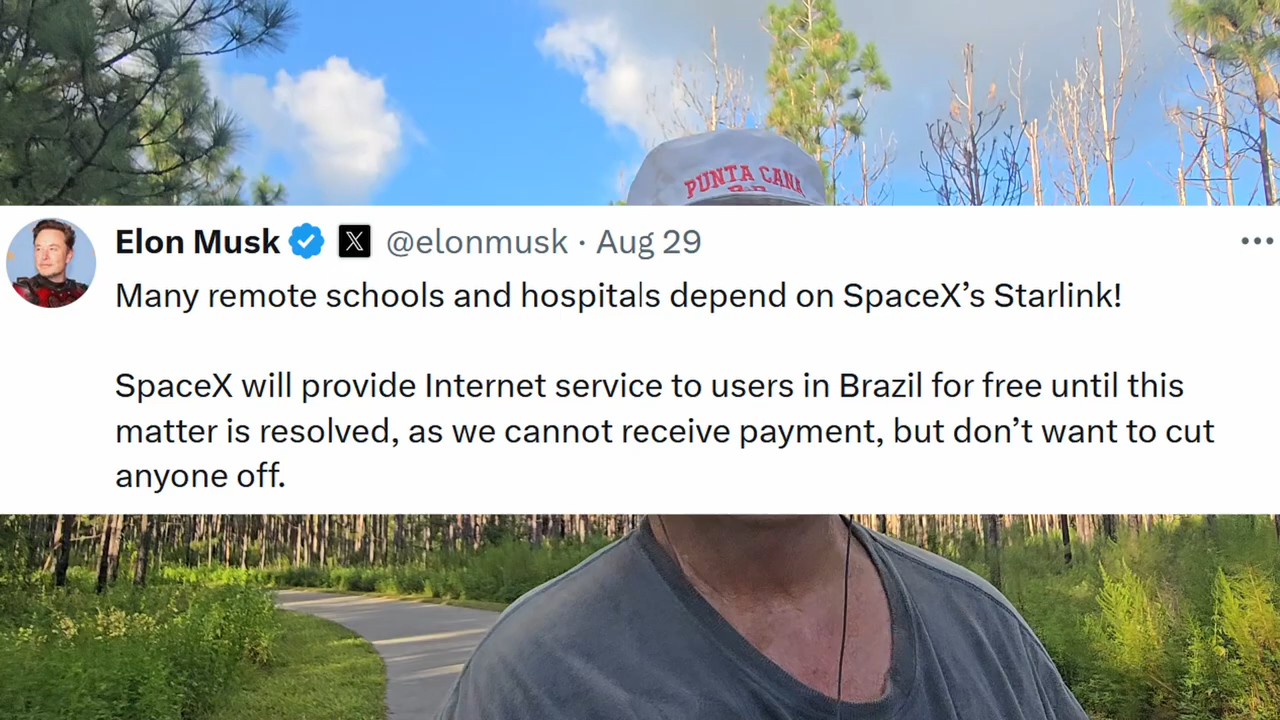 PUNTA CANA
Elon Musk @elonmusk · Aug 29
Many remote schools and hospitals depend on SpaceX’s Starlink!
SpaceX will provide Internet service to users in Brazil for free until this
matter is resolved, as we cannot receive payment, but don’t want to cut
anyone off.